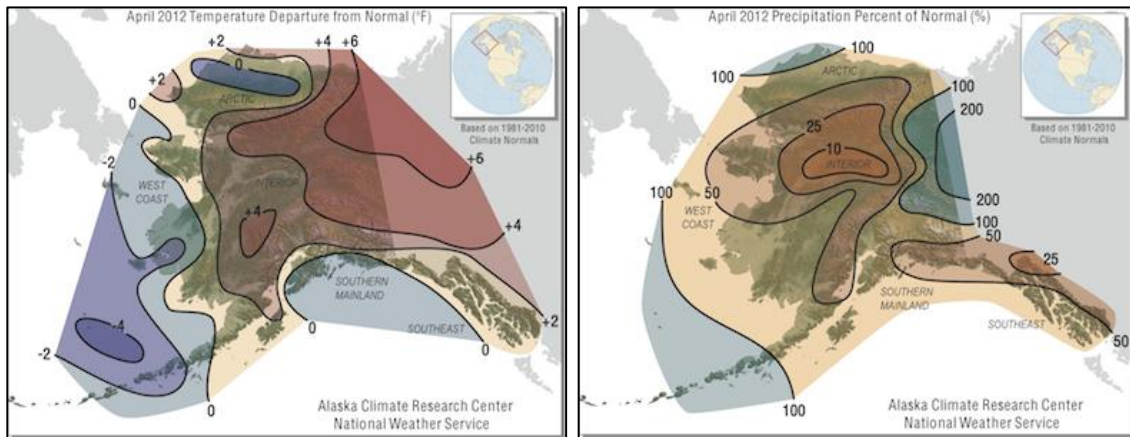 April 2012 Temperature Departure from Normal (°F)
+2
+4
+6
0
+2
0
ARCTIC
Based on 1981-2010
Climate Normals
-2
WEST
COAST
INTERIOR
+6
+4
+4
-4
-2
SOUTHERN
MAINLAND
SOUTHEAST
0
0
+2
0
Alaska Climate Research Center
National Weather Service
April 2012 Precipitation Percent of Normal (%)
100
100
ARCTIC
100
200
Based on 1981-2010
Climate Normals
25
10
INTERIOR
100
50
WEST
COAST
200
100
50
25
SOUTHERN
MAINLAND
SOUTHEAST
50
100
Alaska Climate Research Center
National Weather Service